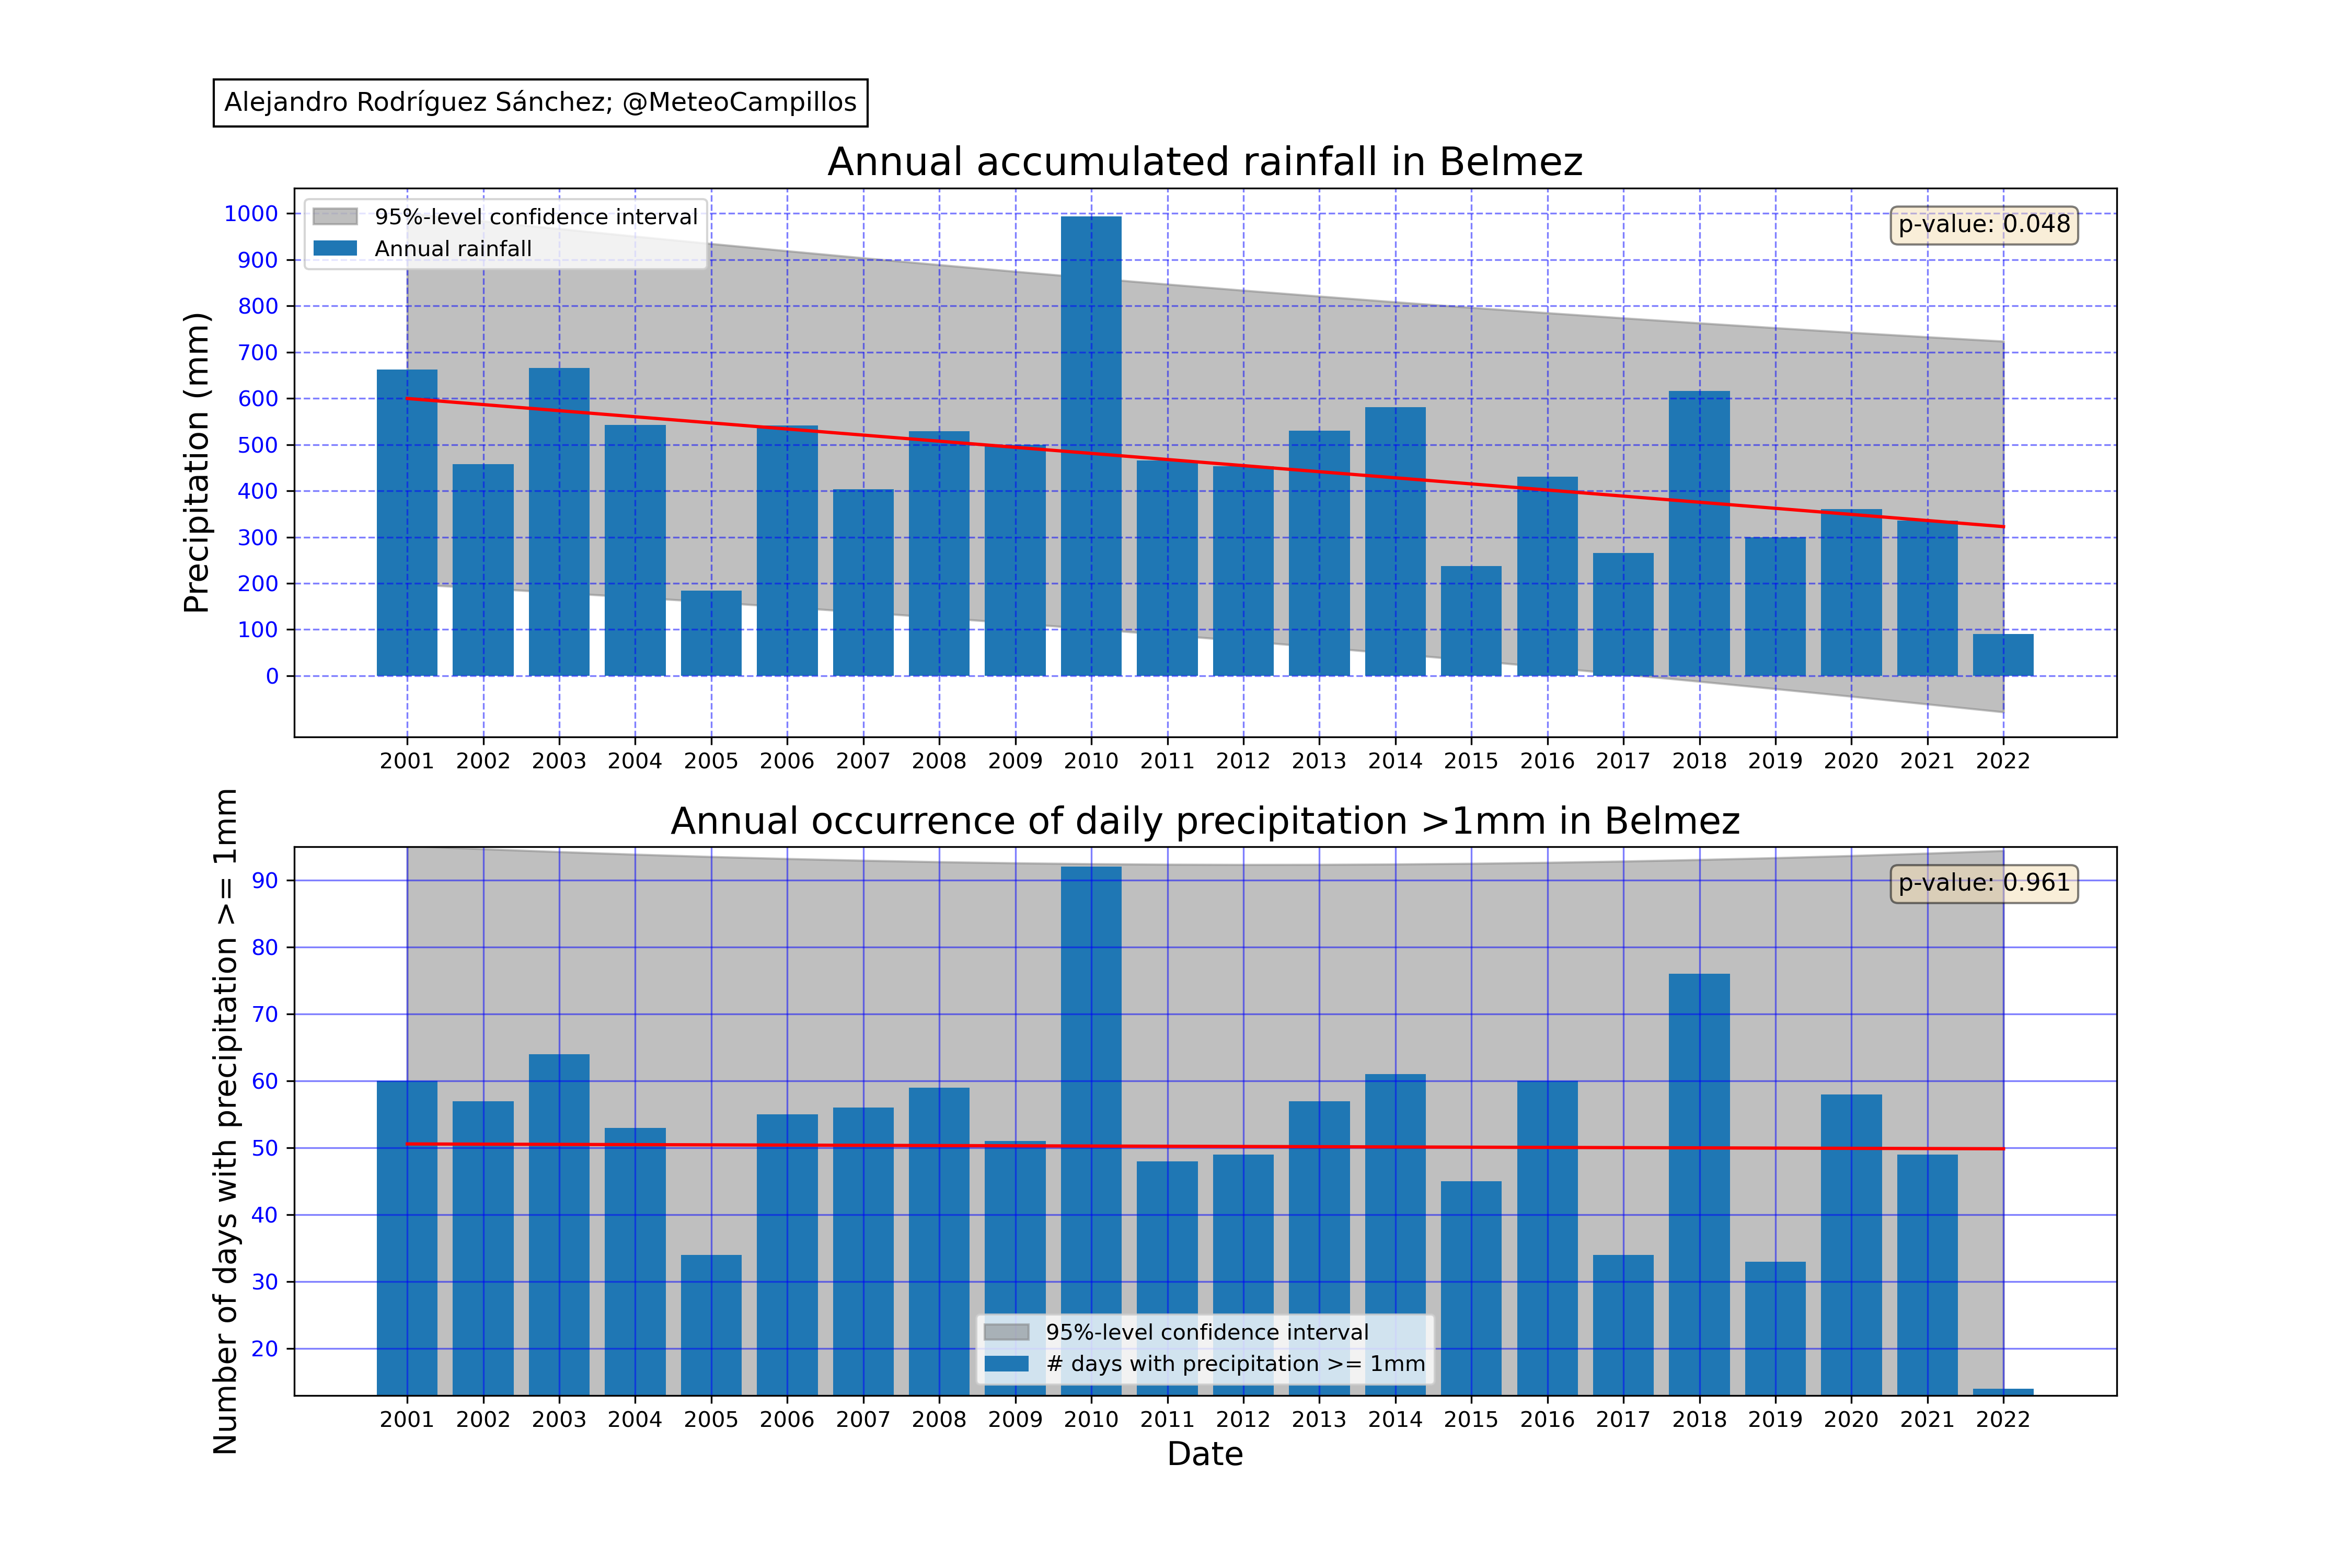 Alejandro Rodríguez Sánchez; @MeteoCampillos
Annual accumulated rainfall in Belmez
95%-level confidence interval
Annual rainfall
p-value: 0.048
Precipitation (mm)
1000
900
800
700
600
500
400
300
200
100
0
2001 2002 2003 2004 2005 2006 2007 2008 2009 2010 2011 2012 2013 2014 2015 2016 2017 2018 2019 2020 2021 2022
Annual occurrence of daily precipitation >1mm in Belmez
p-value: 0.961
Number of days with precipitation >= 1mm
90
80
70
60
50
40
30
20
95%-level confidence interval
# days with precipitation >= 1mm
2001 2002 2003 2004 2005 2006 2007 2008 2009 2010 2011 2012 2013 2014 2015 2016 2017 2018 2019 2020 2021 2022
Date